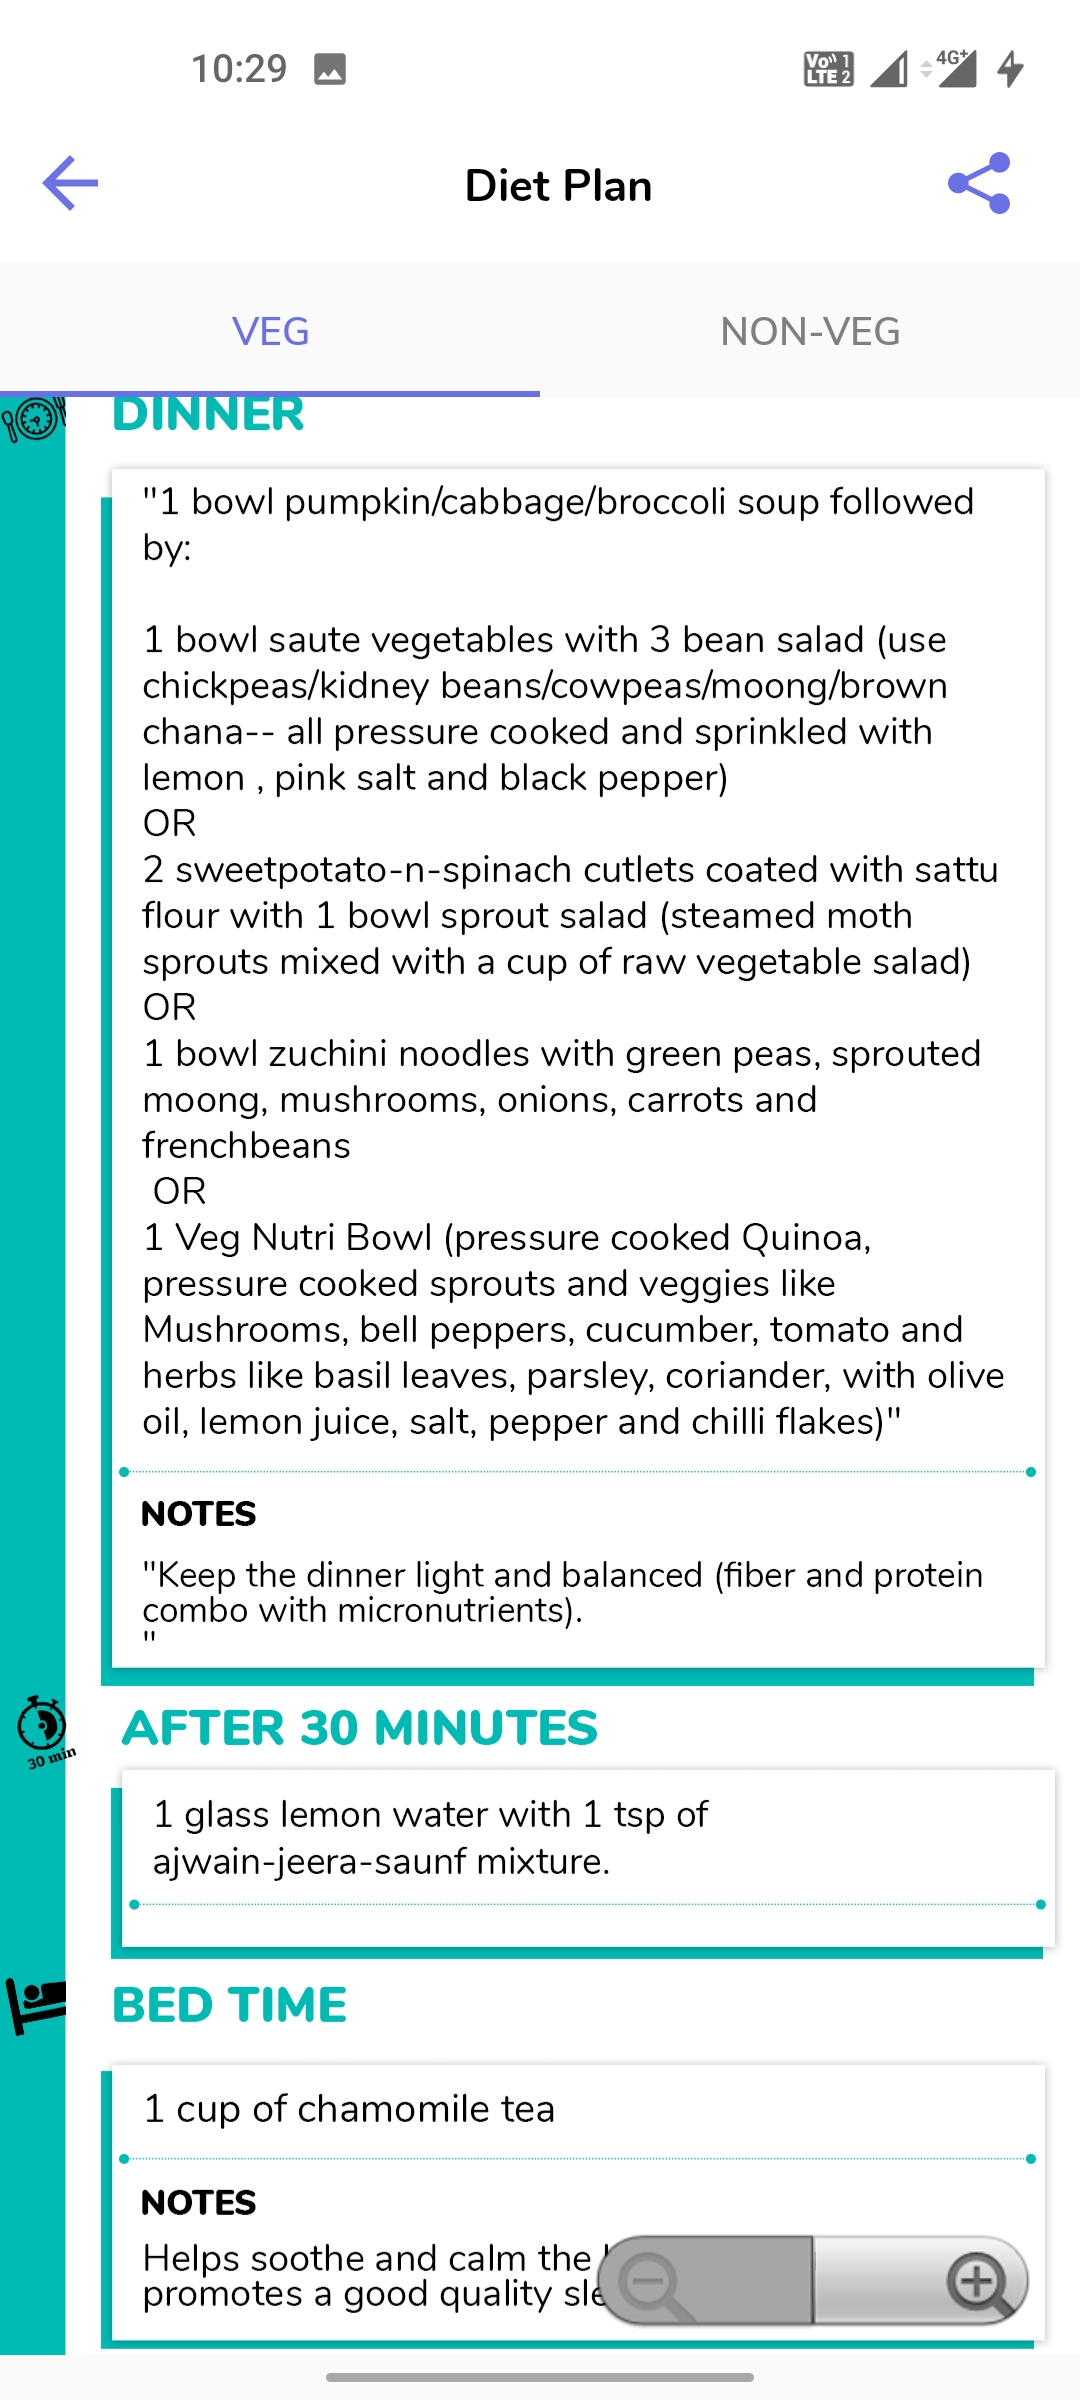 10:29
Vo)) 1
LTE 2
4G+
Diet Plan
VEG
NON-VEG
DINNER
"1 bowl pumpkin/cabbage/broccoli soup followed
by:
1 bowl saute vegetables with 3 bean salad (use
chickpeas/kidney beans/cowpeas/moong/brown
chana-- all pressure cooked and sprinkled with
lemon , pink salt and black pepper)
OR
2 sweetpotato-n-spinach cutlets coated with sattu
flour with 1 bowl sprout salad (steamed moth
sprouts mixed with a cup of raw vegetable salad)
OR
1 bowl zuchini noodles with green peas, sprouted
moong, mushrooms, onions, carrots and
frenchbeans
OR
1 Veg Nutri Bowl (pressure cooked Quinoa,
pressure cooked sprouts and veggies like
Mushrooms, bell peppers, cucumber, tomato and
herbs like basil leaves, parsley, coriander, with olive
oil, lemon juice, salt, pepper and chilli flakes)"
NOTES
"Keep the dinner light and balanced (fiber and protein
combo with micronutrients).
"
30 min
AFTER 30 MINUTES
1 glass lemon water with 1 tsp of
ajwain-jeera-saunf mixture.
BED TIME
1 cup of chamomile tea
NOTES
Helps soothe and calm the
promotes a good quality